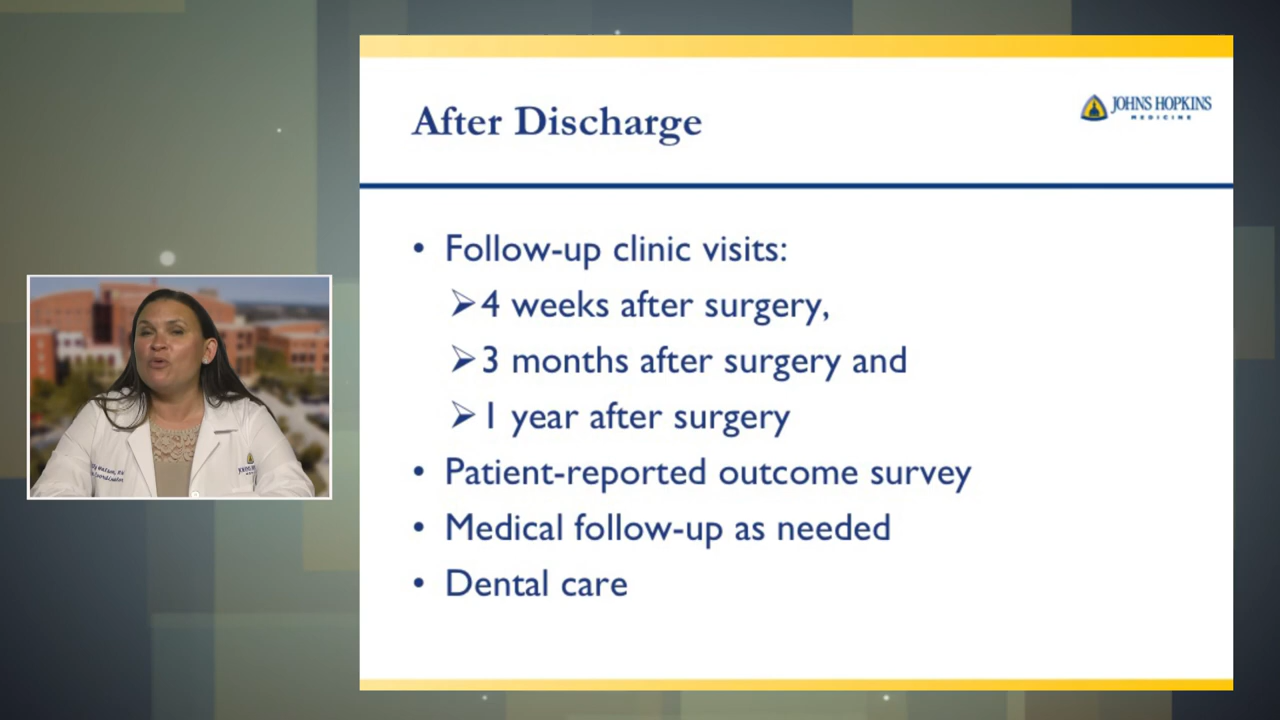 After Discharge
JOHNS HOPKINS
MEDICINE
• Follow-up clinic visits:
➢4 weeks after surgery,
➢3 months after surgery and
➢1 year after surgery
• Patient-reported outcome survey
• Medical follow-up as needed
• Dental care